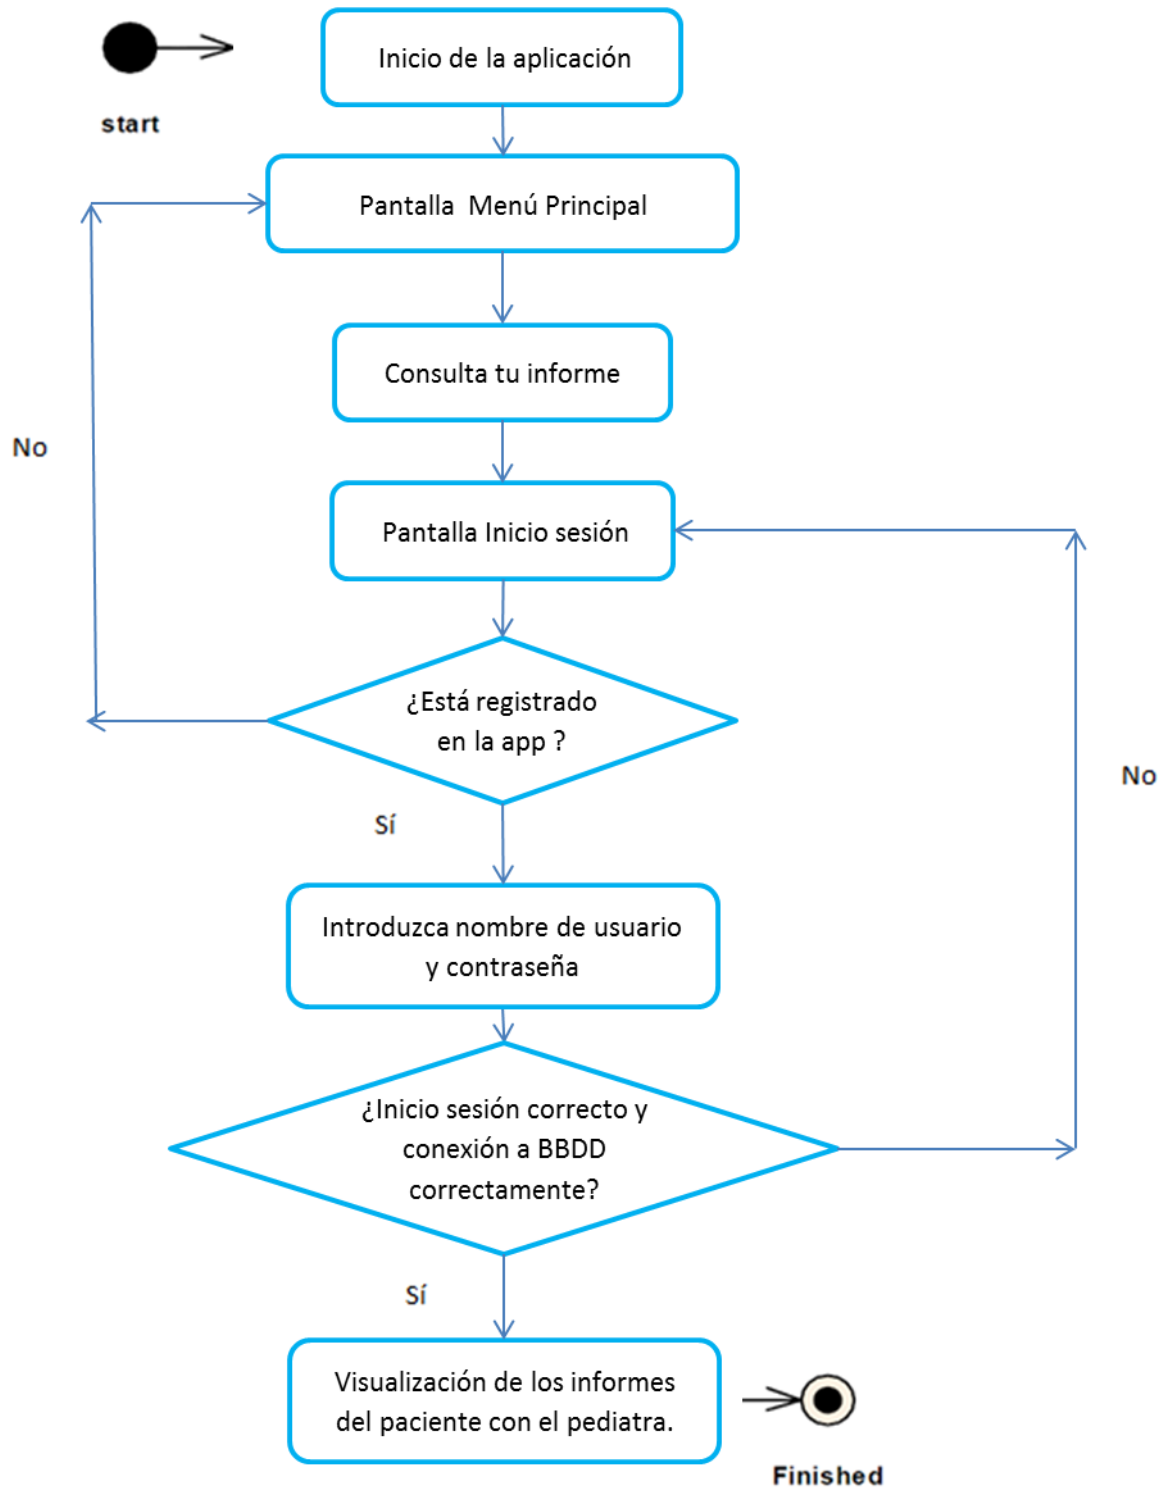 Inicio de la aplicación
start
Pantalla Menú Principal
Consulta tu informe
No
Pantalla Inicio sesión
¿Está registrado
en la app ?
No
Sí
Introduzca nombre de usuario
y contraseña
¿Inicio sesión correcto y
conexión a BBDD
correctamente?
Sí
Visualización de los informes
del paciente con el pediatra.
Finished